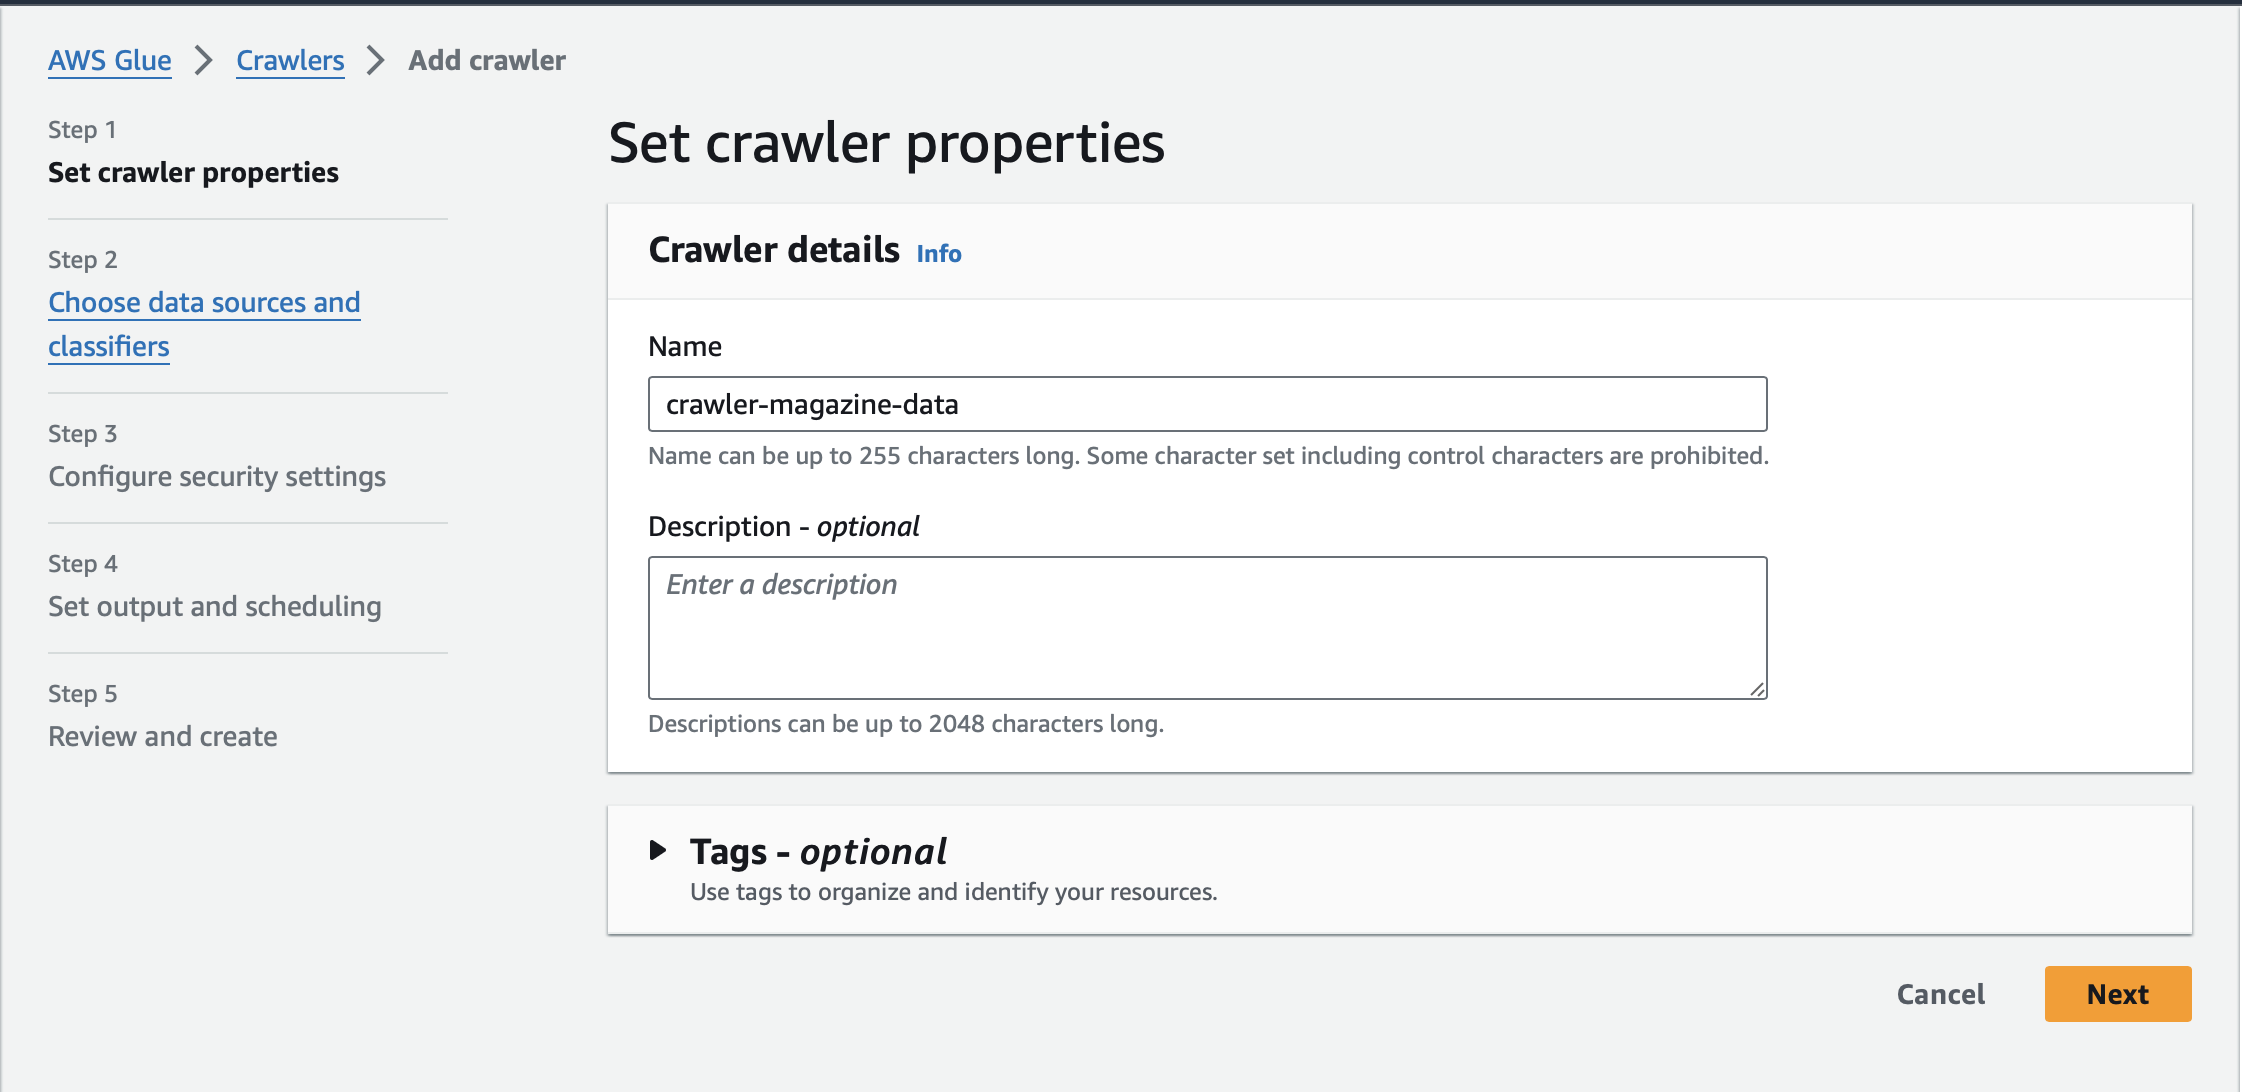 AWS Glue > Crawlers > Add crawler
Step 1
Set crawler properties
Step 2
Choose data sources and
classifiers
Step 3
Configure security settings
Step 4
Set output and scheduling
Step 5
Review and create
Set crawler properties
Crawler details Info
Name
crawler-magazine-data
Name can be up to 255 characters long. Some character set including control characters are prohibited.
Description - optional
Enter a description
Descriptions can be up to 2048 characters long.
Tags - optional
Use tags to organize and identify your resources.
Cancel Next